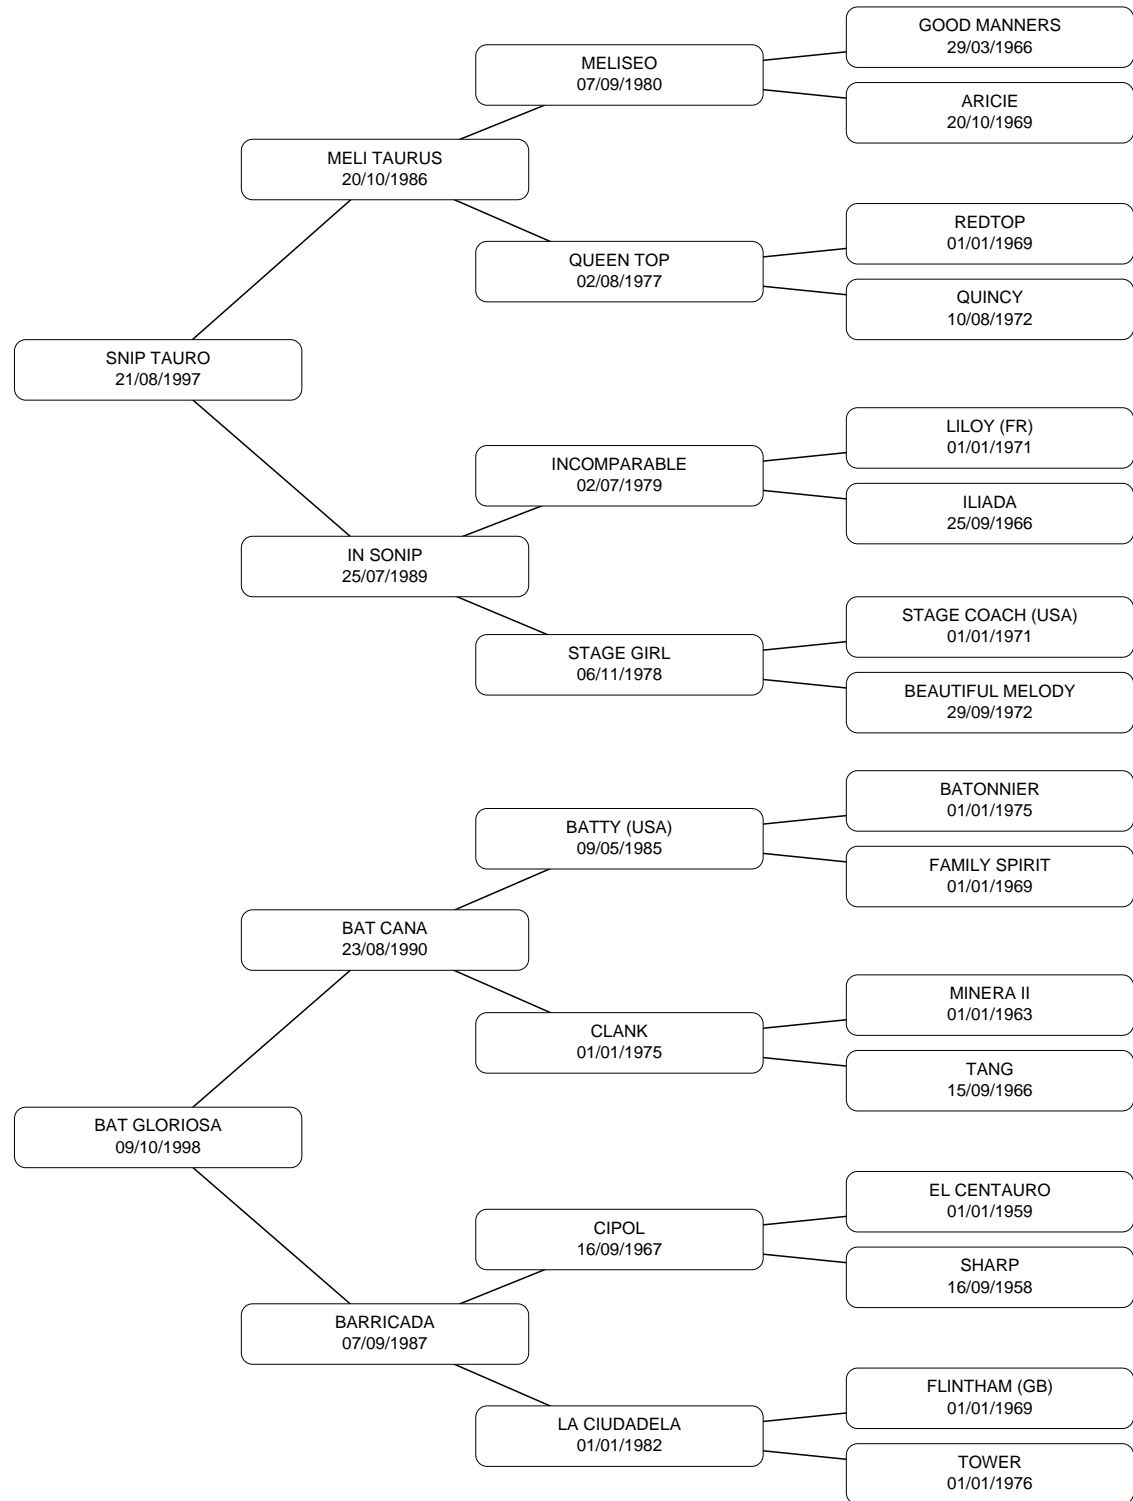 GOOD MANNERS
29/03/1966
MELISEO
07/09/1980
ARICIE
20/10/1969
MELI TAURUS
20/10/1986
REDTOP
01/01/1969
QUEEN TOP
02/08/1977
QUINCY
10/08/1972
SNIP TAURO
21/08/1997
LILOY (FR)
01/01/1971
INCOMPARABLE
02/07/1979
ILIADA
25/09/1966
IN SONIP
25/07/1989
STAGE COACH (USA)
01/01/1971
STAGE GIRL
06/11/1978
BEAUTIFUL MELODY
29/09/1972
BATONNIER
01/01/1975
BATTY (USA)
09/05/1985
FAMILY SPIRIT
01/01/1969
BAT CANA
23/08/1990
MINERA II
01/01/1963
CLANK
01/01/1975
TANG
15/09/1966
BAT GLORIOSA
09/10/1998
EL CENTAURO
01/01/1959
CIPOL
16/09/1967
SHARP
16/09/1958
BARRICADA
07/09/1987
FLINTHAM (GB)
01/01/1969
LA CIUDADELA
01/01/1982
TOWER
01/01/1976